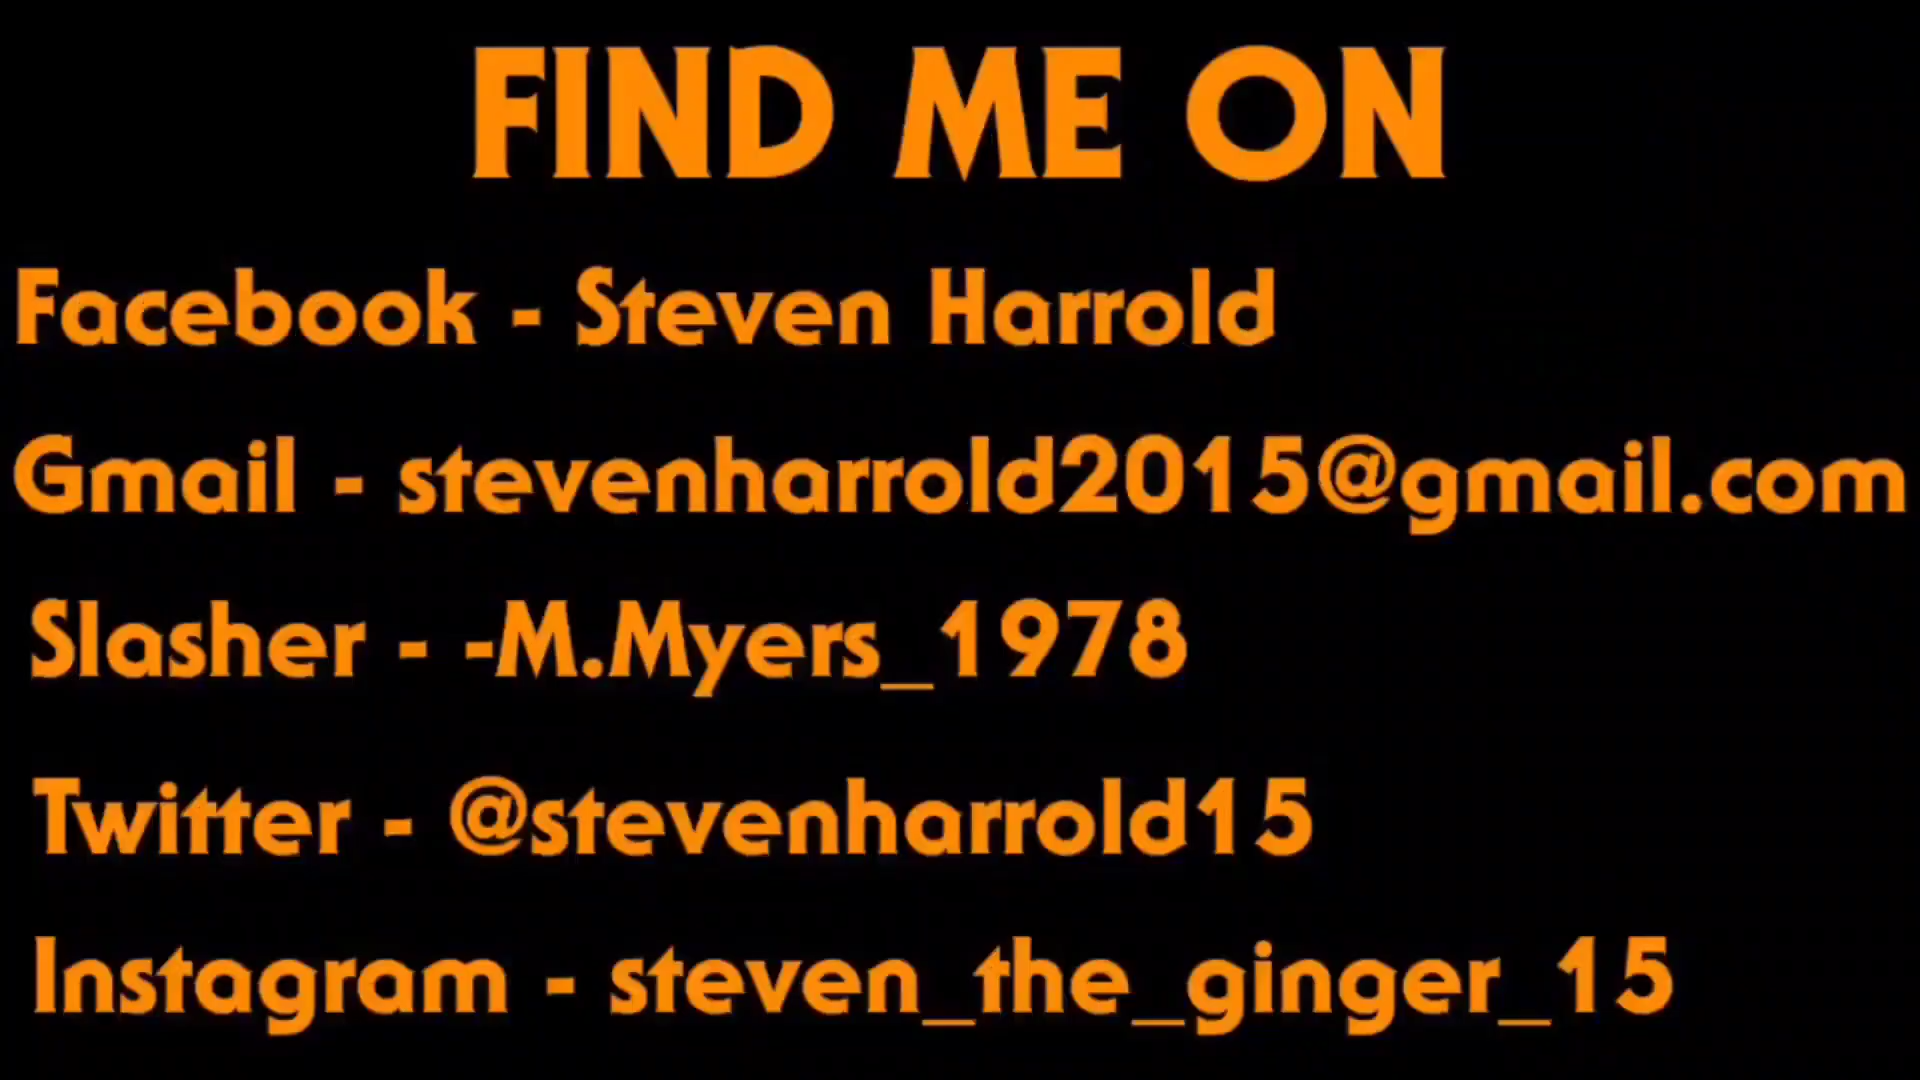 FIND ME ON
Facebook - Steven Harrold
Gmail - stevenharrold2015@gmail.com
Slasher - -M.Myers_1978
Twitter - @stevenharrold15
Instagram - steven_the_ginger_15